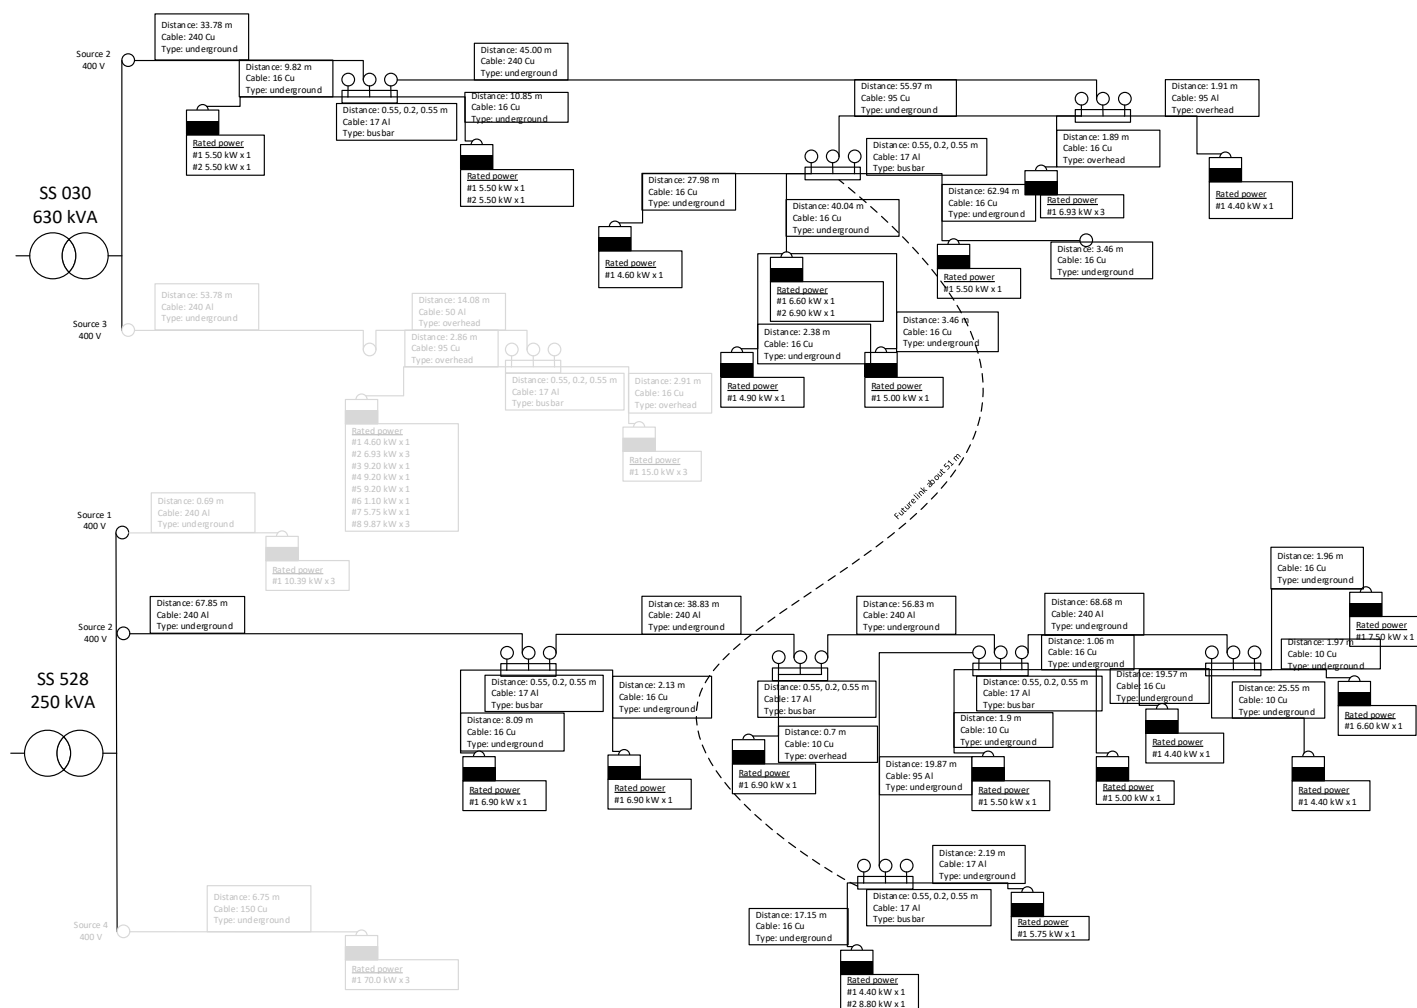 Distance: 33.78 m
Cable: 240 Cu
Type: underground
Source 2
400 V
Distance: 9.82 m
Cable: 16 Cu
Type: underground
Distance: 45.00 m
Cable: 240 Cu
Type: underground
Distance: 10.85 m
Cable: 16 Cu
Type: underground
Distance: 0.55, 0.2, 0.55 m
Cable: 17 Al
Type: busbar
Rated power
#1 5.50 kW x 1
#2 5.50 kW x 1
Rated power
#1 5.50 kW x 1
#2 5.50 kW x 1
Distance: 55.97 m
Cable: 95 Cu
Type: underground
Distance: 1.91 m
Cable: 95 Al
Type: overhead
Distance: 1.89 m
Cable: 16 Cu
Type: overhead
Distance: 0.55, 0.2, 0.55 m
Cable: 17 Al
Type: busbar
Distance: 27.98 m
Cable: 16 Cu
Type: underground
Distance: 62.94 m
Cable: 16 Cu
Type: underground
Rated power
#1 6.93 kW x 3
Rated power
#1 4.40 kW x 1
Distance: 40.04 m
Cable: 16 Cu
Type: underground
SS 030
630 kVA
Rated power
#1 4.60 kW x 1
Rated power
#1 6.60 kW x 1
#2 6.90 kW x 1
Rated power
#1 5.50 kW x 1
Distance: 3.46 m
Cable: 16 Cu
Type: underground
Distance: 2.38 m
Cable: 16 Cu
Type: underground
Distance: 3.46 m
Cable: 16 Cu
Type: underground
Rated power
#1 4.90 kW x 1
Rated power
#1 5.00 kW x 1
Source 3
400 V
Distance: 53.78 m
Cable: 240 Al
Type: underground
Distance: 14.08 m
Cable: 50 Al
Type: overhead
Distance: 2.86 m
Cable: 95 Cu
Type: overhead
Distance: 0.55, 0.2, 0.55 m
Cable: 17 Al
Type: busbar
Distance: 2.91 m
Cable: 16 Cu
Type: overhead
Rated power
#1 4.60 kW x 1
#2 6.93 kW x 3
#3 9.20 kW x 1
#4 9.20 kW x 1
#5 9.20 kW x 1
#6 1.10 kW x 1
#7 5.75 kW x 1
#8 9.87 kW x 3
Rated power
#1 15.0 kW x 3
Future link about 51 m
Source 1
400 V
Distance: 0.69 m
Cable: 240 Al
Type: underground
Rated power
#1 10.39 kW x 3
Source 2
400 V
Distance: 67.85 m
Cable: 240 Al
Type: underground
Distance: 38.83 m
Cable: 240 Al
Type: underground
Distance: 56.83 m
Cable: 240 Al
Type: underground
Distance: 68.68 m
Cable: 240 Al
Type: underground
Distance: 1.96 m
Cable: 16 Cu
Type: underground
Rated power
#1 7.50 kW x 1
Distance: 1.06 m
Cable: 16 Cu
Type: underground
Distance: 1.97 m
Cable: 10 Cu
Type: underground
SS 528
250 kVA
Distance: 0.55, 0.2, 0.55 m
Cable: 17 Al
Type: busbar
Distance: 2.13 m
Cable: 16 Cu
Type: underground
Distance: 8.09 m
Cable: 16 Cu
Type: underground
Rated power
#1 6.90 kW x 1
Rated power
#1 6.90 kW x 1
Distance: 0.55, 0.2, 0.55 m
Cable: 17 Al
Type: busbar
Distance: 0.7 m
Cable: 10 Cu
Type: overhead
Rated power
#1 6.90 kW x 1
Distance: 0.55, 0.2, 0.55 m
Cable: 17 Al
Type: busbar
Distance: 1.9 m
Cable: 10 Cu
Type: underground
Distance: 19.87 m
Cable: 95 Al
Type: underground
Rated power
#1 5.50 kW x 1
Rated power
#1 5.00 kW x 1
Distance: 19.57 m
Cable: 16 Cu
Type: underground
Rated power
#1 4.40 kW x 1
Distance: 25.55 m
Cable: 10 Cu
Type: underground
Rated power
#1 6.60 kW x 1
Rated power
#1 4.40 kW x 1
Distance: 2.19 m
Cable: 17 Al
Type: underground
Distance: 0.55, 0.2, 0.55 m
Cable: 17 Al
Type: busbar
Rated power
#1 5.75 kW x 1
Distance: 17.15 m
Cable: 16 Cu
Type: underground
Rated power
#1 4.40 kW x 1
#2 8.80 kW x 1
Source 4
400 V
Distance: 6.75 m
Cable: 150 Cu
Type: underground
Rated power
#1 70.0 kW x 3